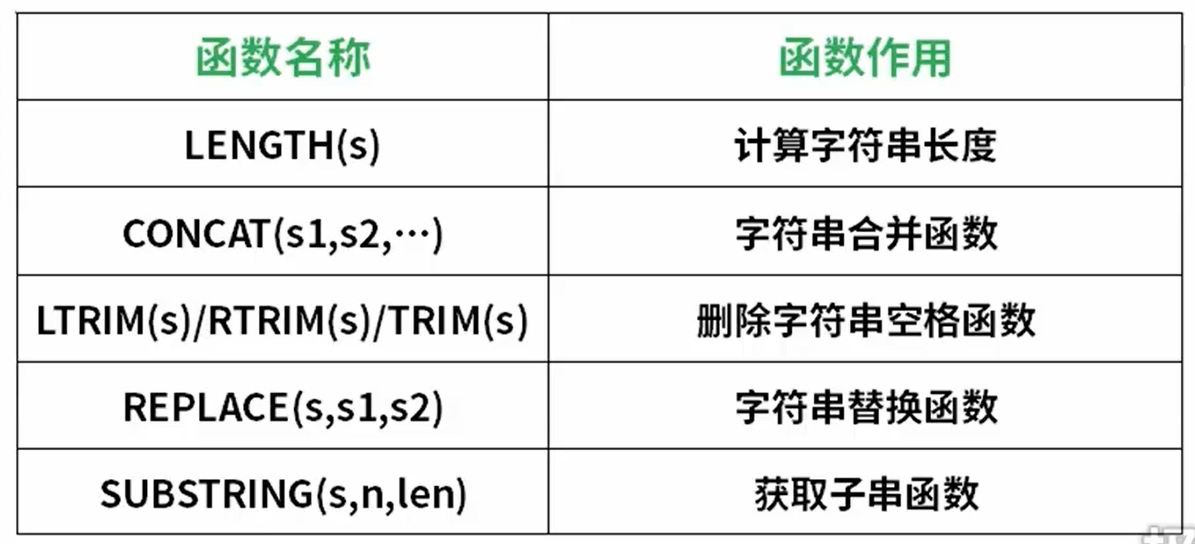 函数名称 函数作用
LENGTH(s) 计算字符串长度
CONCAT(s1,s2,…) 字符串合并函数
LTRIM(s)/RTRIM(s)/TRIM(s) 删除字符串空格函数
REPLACE(s,s1,s2) 字符串替换函数
SUBSTRING(s,n,len) 获取子串函数